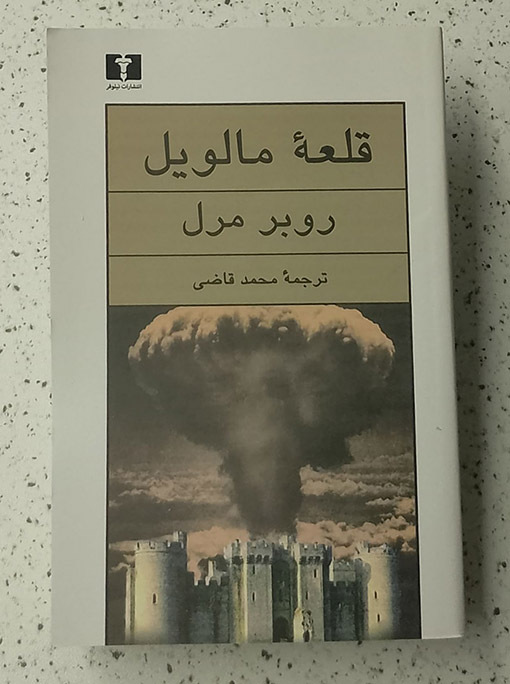 انتشارات نیلوفر
قلعهٔ مالویل
روبر مرل
ترجمهٔ محمد قاضی